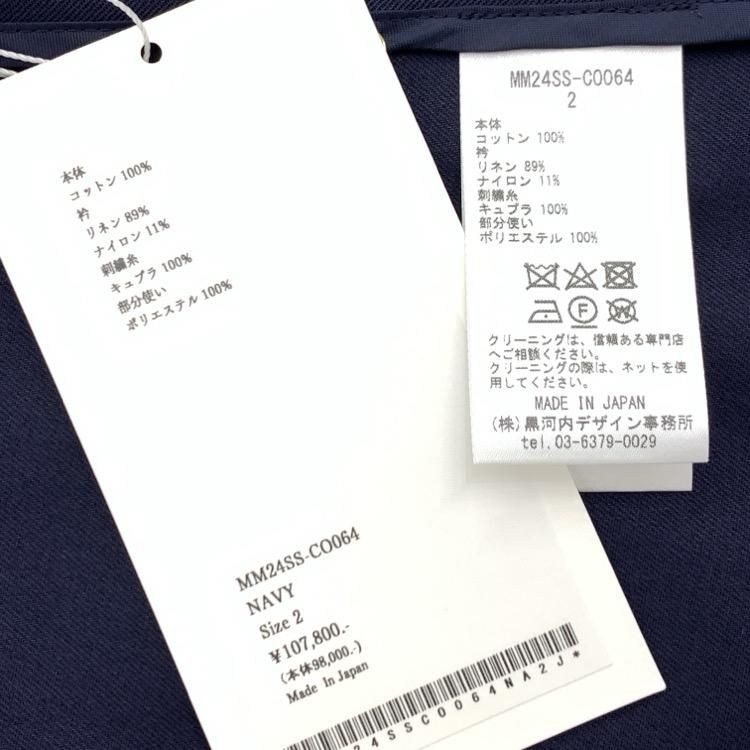 本体
コットン 100%
衿
リネン 89%
ナイロン 11%
刺繍糸
キュプラ 100%
部分使い
ポリエステル 100%
MM24SS-CO064
NAVY
Size 2
¥107,800.-
(本体98,000.-)
Made In Japan
24SSCO064NA2J*
MM24SS-CO064
2
本体
コットン 100%
衿
リネン 89%
ナイロン 11%
刺繍糸
キュプラ 100%
部分使い
ポリエステル 100%
クリーニングは、信頼ある専門店
へご相談ください。
クリーニングの際は、ネットを使
用してください。
MADE IN JAPAN
(株)黒河内デザイン事務所
tel.03-6379-0029